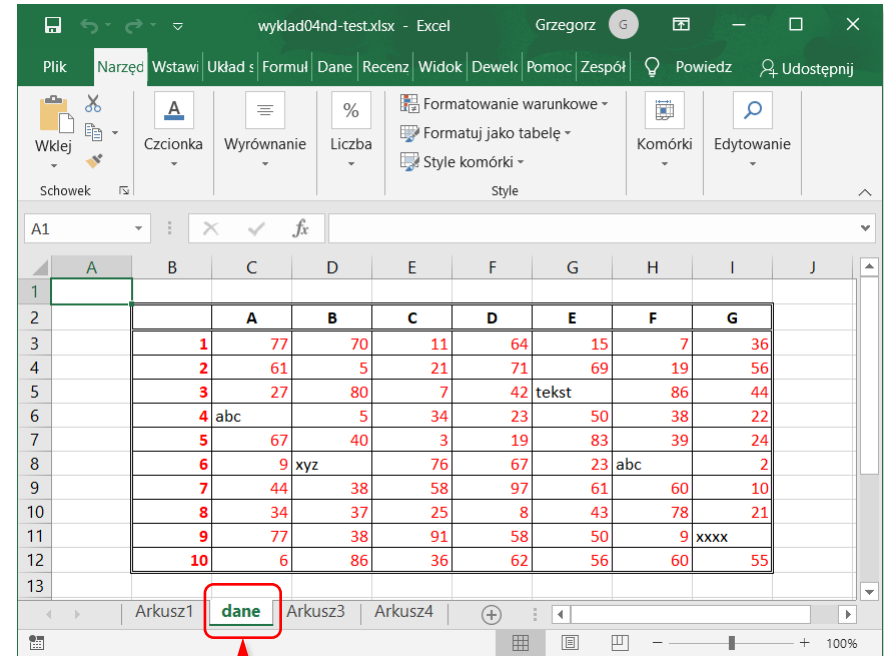 wyklad04nd-test.xlsx - Excel Grzegorz G
Plik Narzęd Wstawi Układ s Formuł Dane Recenz Widok Dewelc Pomoc Zespół Powiedz Udostępnij
Wklej Czcionka Wyrównanie Liczba Formatowanie warunkowe Formatuj jako tabelę Style komórki Komórki Edytowanie
Schowek Style
A1 fx
A B C D E F G H I J
1
2 A B C D E F G
3 1 77 70 11 64 15 7 36
4 2 61 5 21 71 69 19 56
5 3 27 80 7 42 tekst 86 44
6 4 abc 5 34 23 50 38 22
7 5 67 40 3 19 83 39 24
8 6 9 xyz 76 67 23 abc 2
9 7 44 38 58 97 61 60 10
10 8 34 37 25 8 43 78 21
11 9 77 38 91 58 50 9 xxxx
12 10 6 86 36 62 56 60 55
13
Arkusz1 dane Arkusz3 Arkusz4
100%